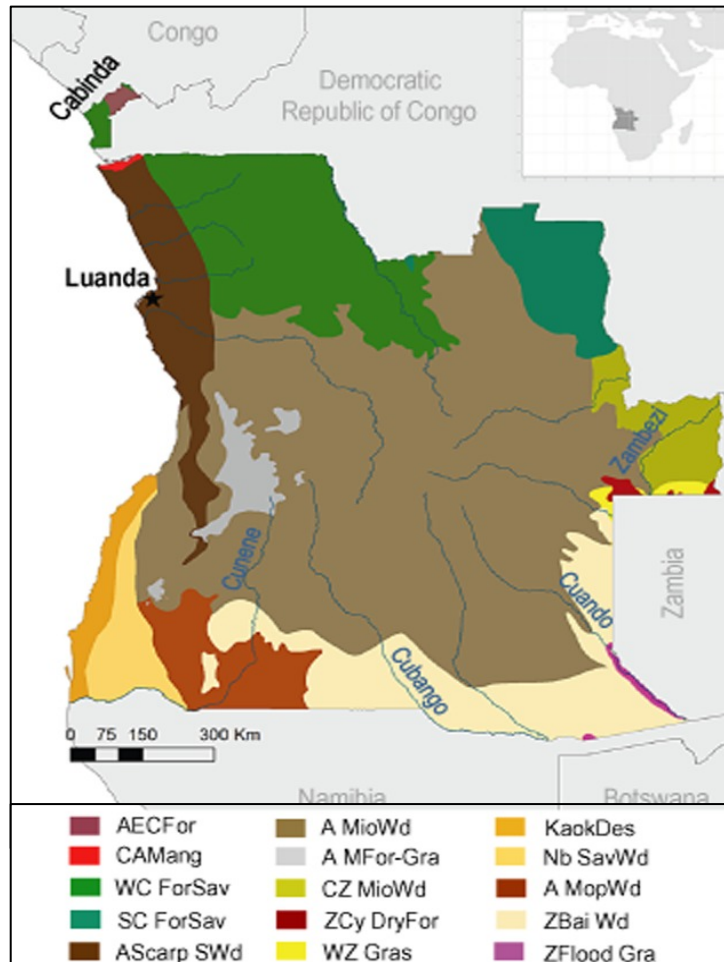 Congo
Cabinda
Democratic
Republic of Congo
Luanda
Zambezi
Cunene
Zambia
Cuando
Cubango
0 75 150 300 Km
Namibia
Botswana
AECFor
A MioWd
KaokDes
CAMang
A MFor-Gra
Nb SavWd
WC ForSav
CZ MioWd
A MopWd
SC ForSav
ZCy DryFor
ZBai Wd
AScarp SWd
WZ Gras
ZFlood Gra